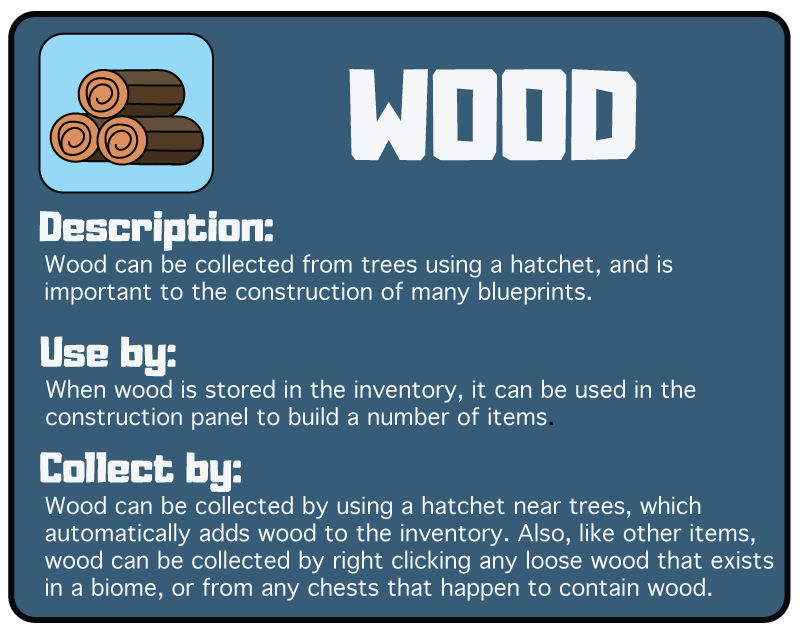 WOOD
Description:
Wood can be collected from trees using a hatchet, and is
important to the construction of many blueprints.
Use by:
When wood is stored in the inventory, it can be used in the
construction panel to build a number of items.
Collect by:
Wood can be collected by using a hatchet near trees, which
automatically adds wood to the inventory. Also, like other items,
wood can be collected by right clicking any loose wood that exists
in a biome, or from any chests that happen to contain wood.